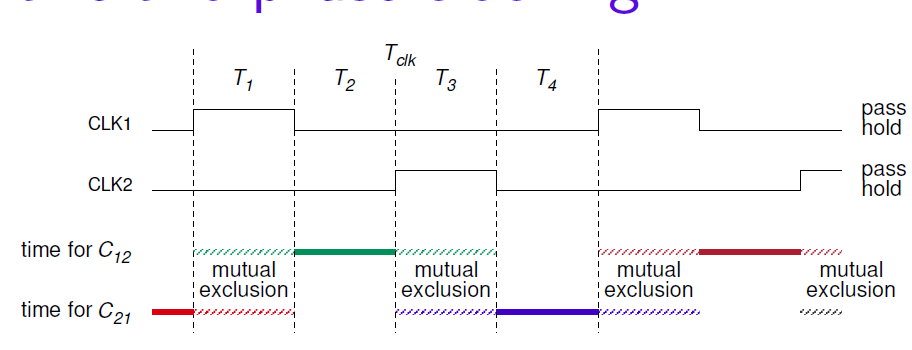 T_clk
T_1 T_2 T_3 T_4
CLK1
pass
hold
CLK2
pass
hold
time for C_12
mutual exclusion mutual exclusion mutual exclusion mutual exclusion
time for C_21